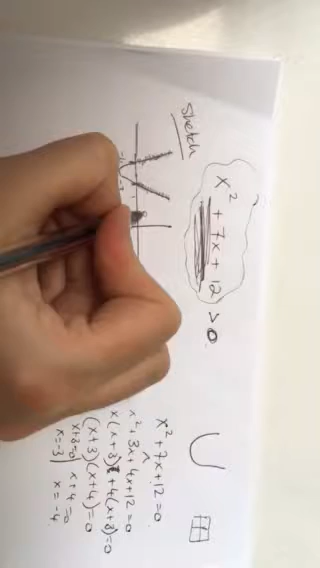 x² + 7x + 12 > 0
Sketch
x² + 7x + 12 = 0
x² + 3x + 4x + 12 = 0
x(x+3) + 4(x+3) = 0
(x+3)(x+4) = 0
x+3=0 | x+4=0
x=-3 | x=-4